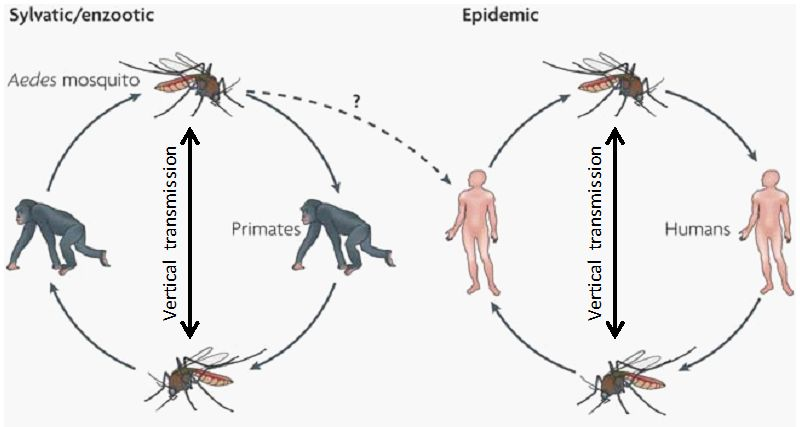 Sylvatic/enzootic
Epidemic
Aedes mosquito
?
Vertical transmission
Primates
Vertical transmission
Humans